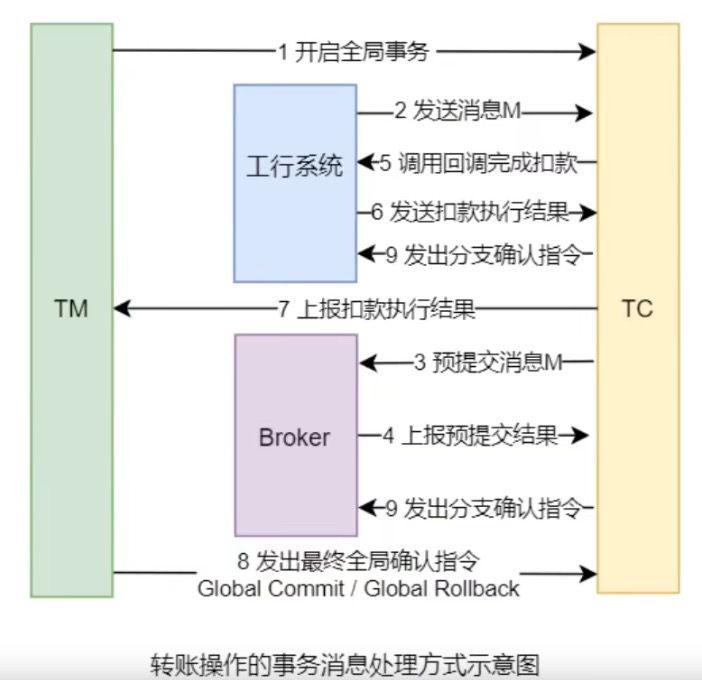 1 开启全局事务
2 发送消息M
工行系统
5 调用回调完成扣款
6 发送扣款执行结果
9 发出分支确认指令
TM
7 上报扣款执行结果
TC
3 预提交消息M
Broker
4 上报预提交结果
9 发出分支确认指令
8 发出最终全局确认指令
Global Commit / Global Rollback
转账操作的事务消息处理方式示意图